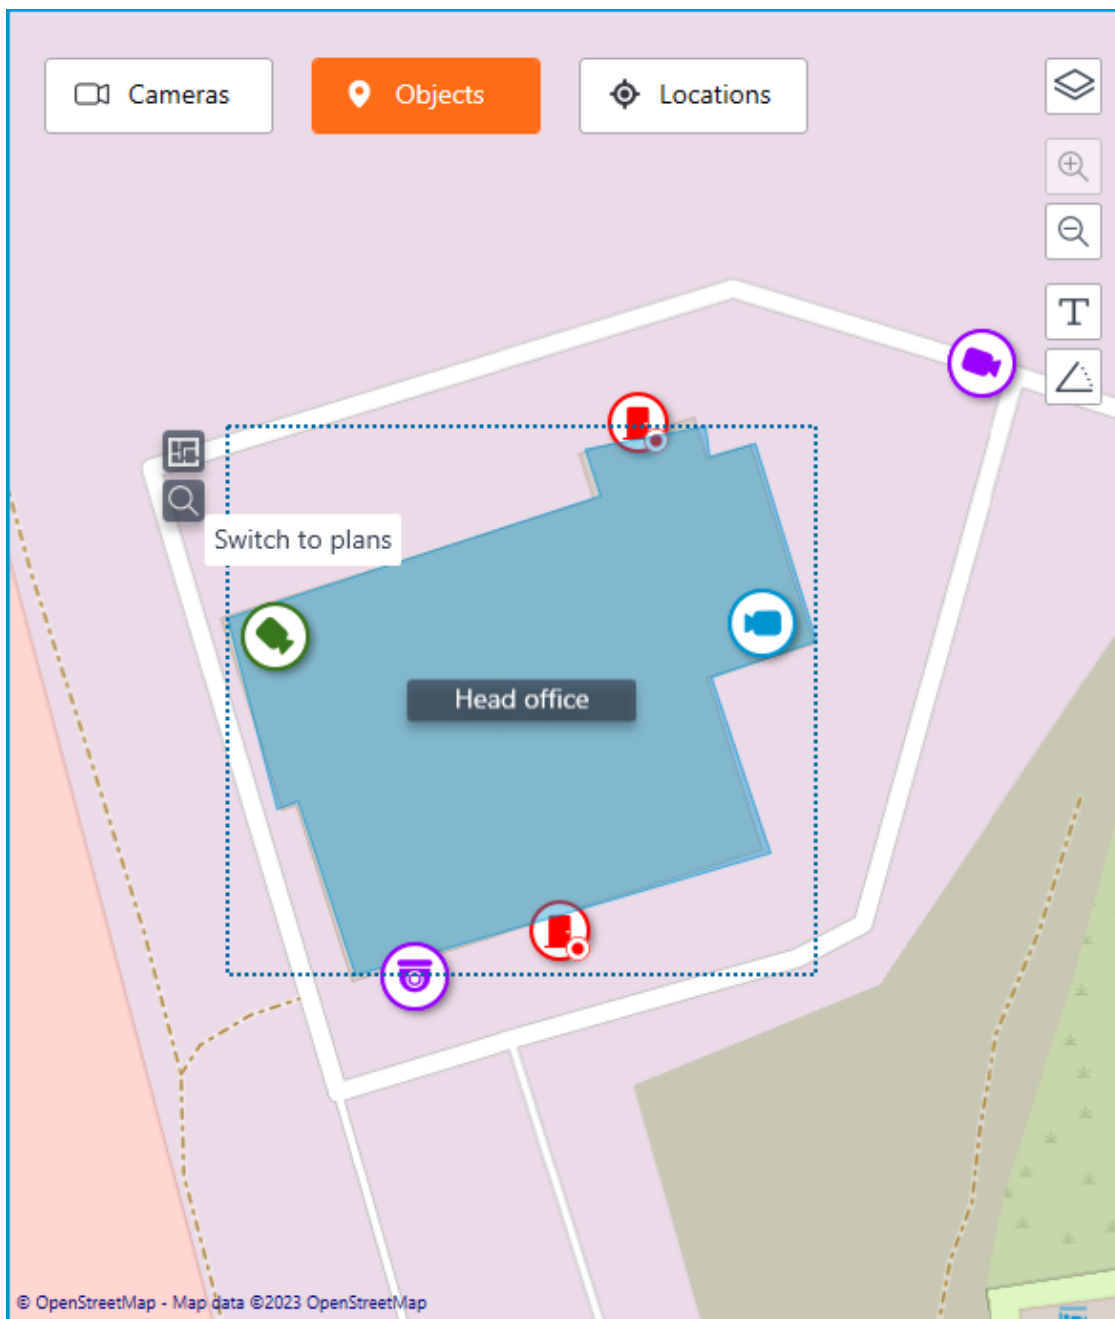 Cameras
Objects
Locations
T
Switch to plans
Head office
© OpenStreetMap - Map data ©2023 OpenStreetMap